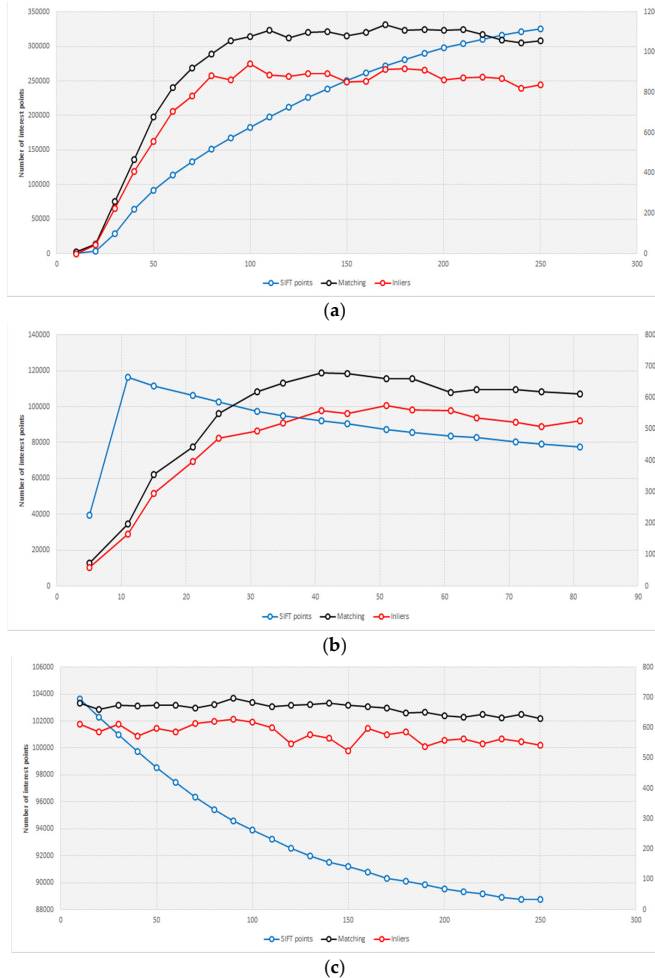 350000 120
300000 100
250000 800
200000
150000 600
100000 400
50000 200
0 0
0 50 100 150 200 250 300
Number of interest points
SIFT points Matching Inliers
(a)
140000 800
120000 700
100000 600
80000 500
60000 400
40000 300
20000 200
0 100
0
0 10 20 30 40 50 60 70 80 90
Number of interest points
SIFT points Matching Inliers
(b)
106000 800
104000 700
102000 600
100000 500
98000 400
96000 300
94000 200
92000 100
90000 0
88000
0 50 100 150 200 250 300
Number of interest points
SIFT points Matching Inliers
(c)